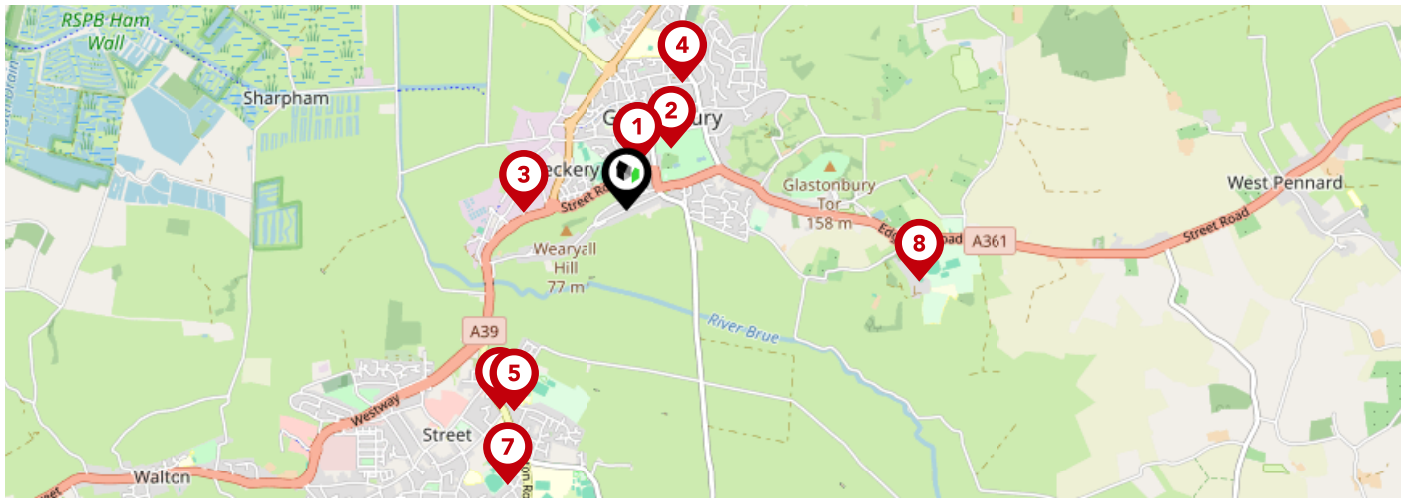 RSPB Ham
Wall
4
Sharpham
2
1
3
Street Ro
Glastonbury
Tor
158 m
West Pennard
Street Road
8
A361
Wearyall
Hill
77 m
River Brue
A39
5
Westway
Street
7
Walton